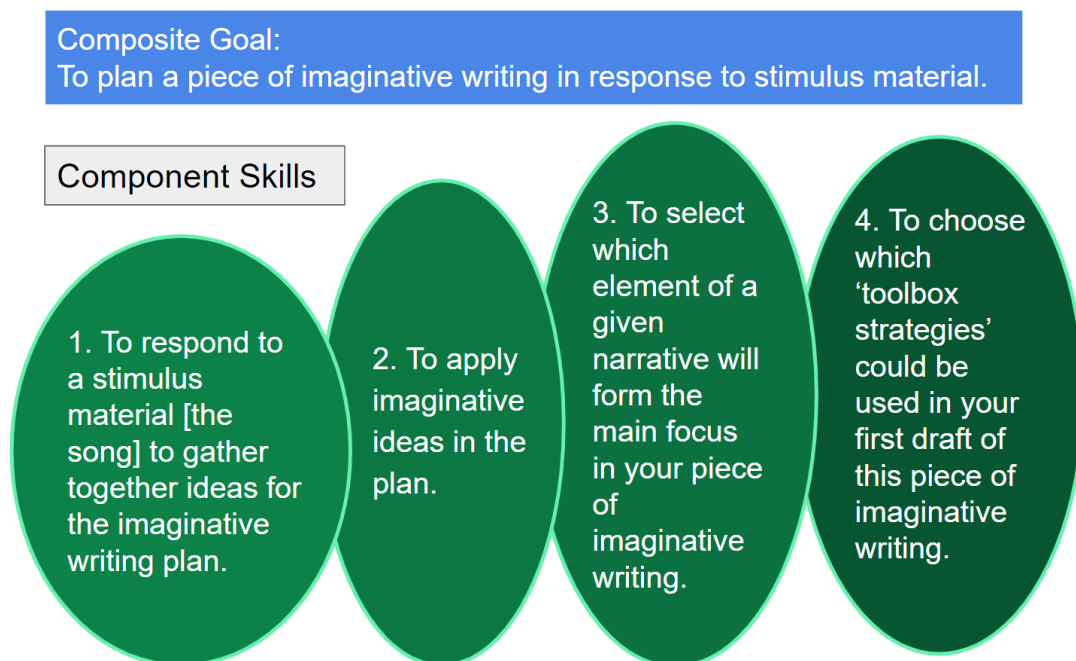 Composite Goal:
To plan a piece of imaginative writing in response to stimulus material.
Component Skills
1. To respond to
a stimulus
material [the
song] to gather
together ideas for
the imaginative
writing plan.
2. To apply
imaginative
ideas in the
plan.
3. To select
which
element of a
given
narrative will
form the
main focus
in your piece
of
imaginative
writing.
4. To choose
which
‘toolbox
strategies’
could be
used in your
first draft of
this piece of
imaginative
writing.